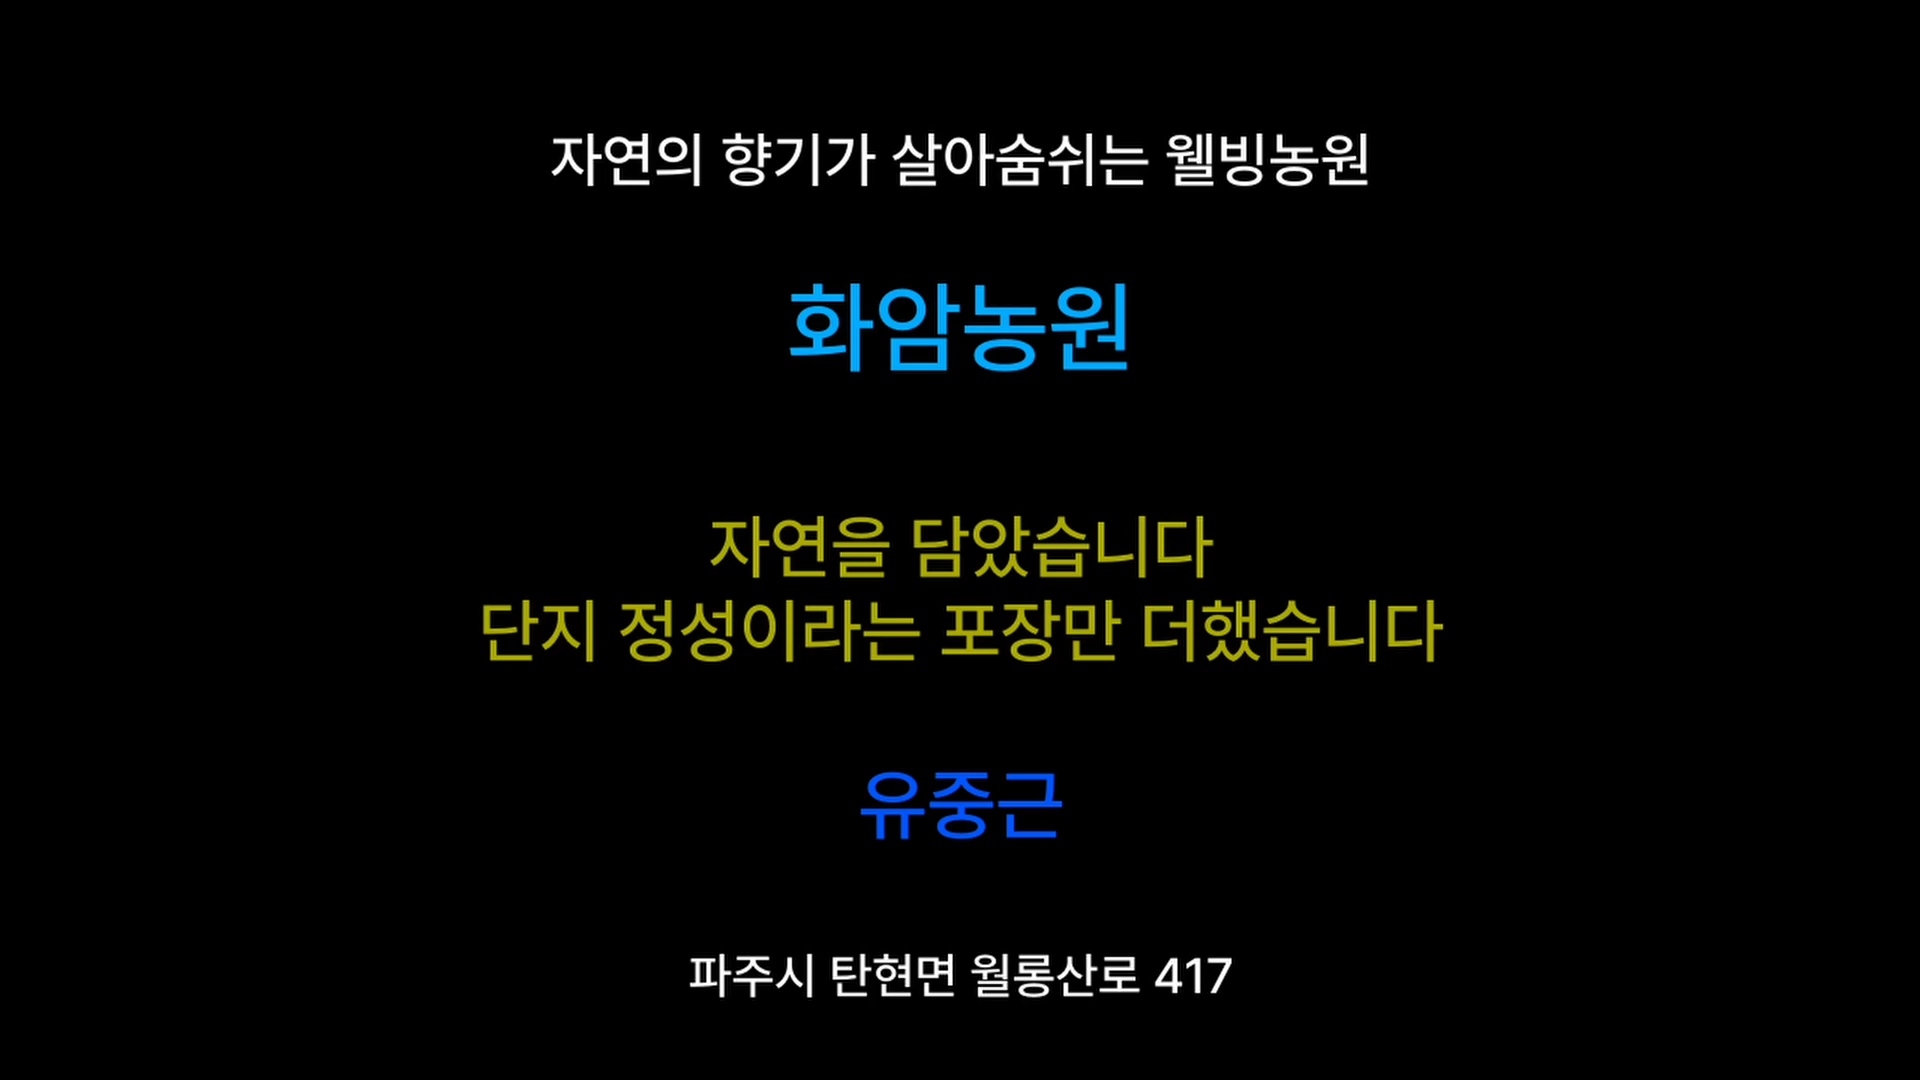 자연의 향기가 살아숨쉬는 웰빙농원
화암농원
자연을 담았습니다
단지 정성이라는 포장만 더했습니다
유중근
파주시 탄현면 월롱산로 417